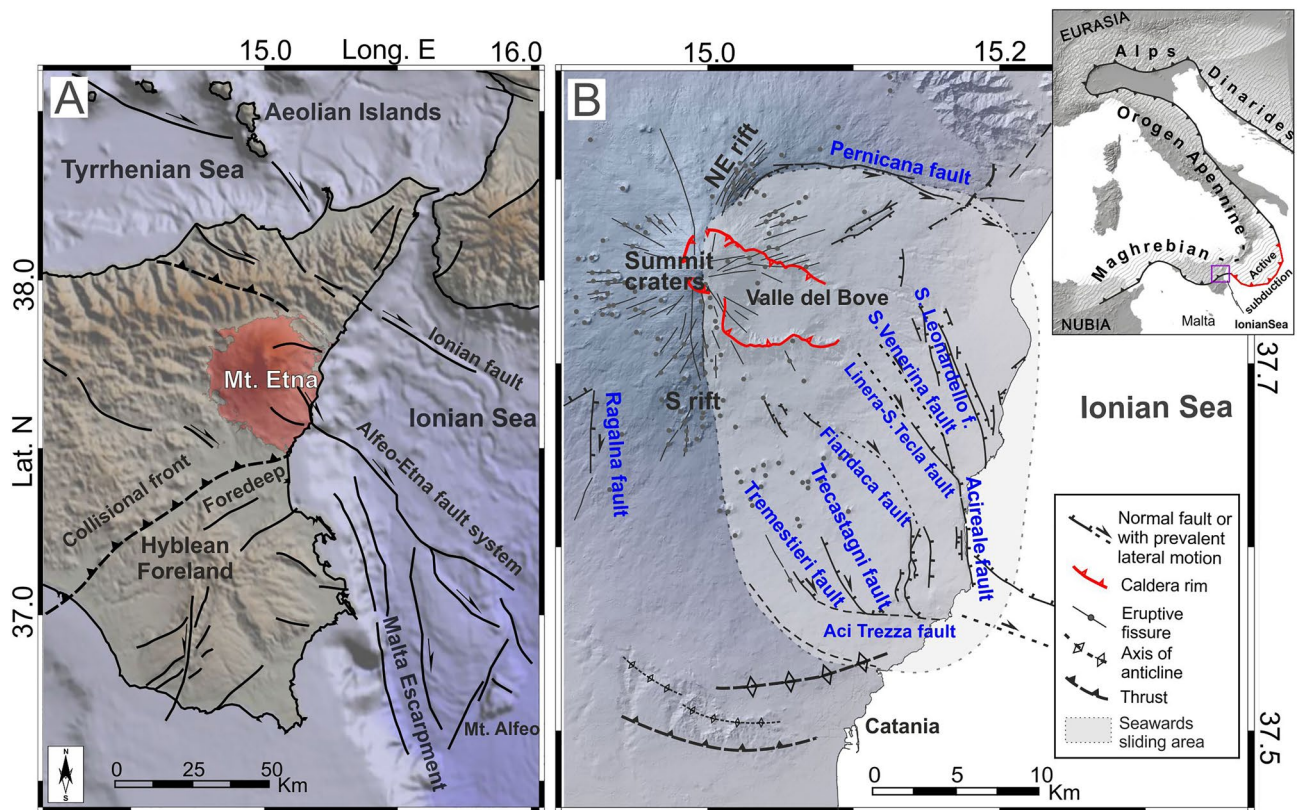 15.0
Long. E
16.0
A
Aeolian Islands
Tyrrhenian Sea
38.0
Lat. N
37.0
Mt. Etna
Ionian fault
Ionian Sea
Alfeo-Etna fault system
Collisional front
Foredeep
Hyblean
Foreland
Malta Escarpment
Mt. Alfeo
N
S
0 25 50
Km
15.0
15.2
B
NE rift
Pernicana fault
Summit
craters
Valle del Bove
S.Leonardello f.
S.Venerina fault
Linera-S.Tecla fault
S rift
Ragalna fault
Fiandaca fault
Trecastagni fault
Tremestieri fault
Acireale fault
Aci Trezza fault
Catania
0 5 10
Km
Ionian Sea
37.7
37.5
EURASIA
Alps
Dinarides
Orogen Apennine
Maghrebian
Active
subduction
NUBIA
Malta
IonianSea
Normal fault or
with prevalent
lateral motion
Caldera rim
Eruptive
fissure
Axis of
anticline
Thrust
Seawards
sliding area